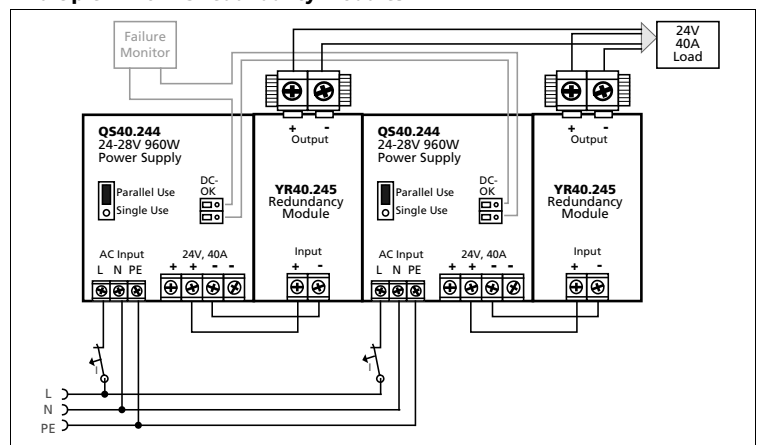 Failure
Monitor
24V
40A
Load
+ -
Output
+ -
Output
QS40.244
24-28V 960W
Power Supply
Parallel Use
Single Use
DC-
OK
YR40.245
Redundancy
Module
QS40.244
24-28V 960W
Power Supply
Parallel Use
Single Use
DC-
OK
YR40.245
Redundancy
Module
AC Input
L N PE
24V, 40A
+ + - -
Input
+ -
AC Input
L N PE
24V, 40A
+ + - -
Input
+ -
I
I
L
N
PE